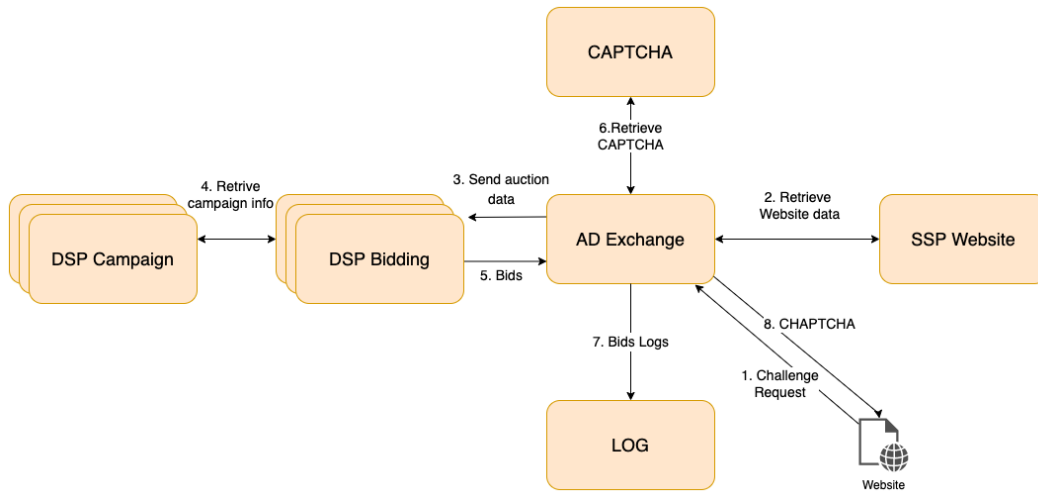 CAPTCHA
6.Retrieve
CAPTCHA
4. Retrive
campaign info
3. Send auction
data
2. Retrieve
Website data
DSP Campaign
DSP Bidding
AD Exchange
SSP Website
5. Bids
8. CHAPTCHA
7. Bids Logs
1. Challenge
Request
LOG
Website